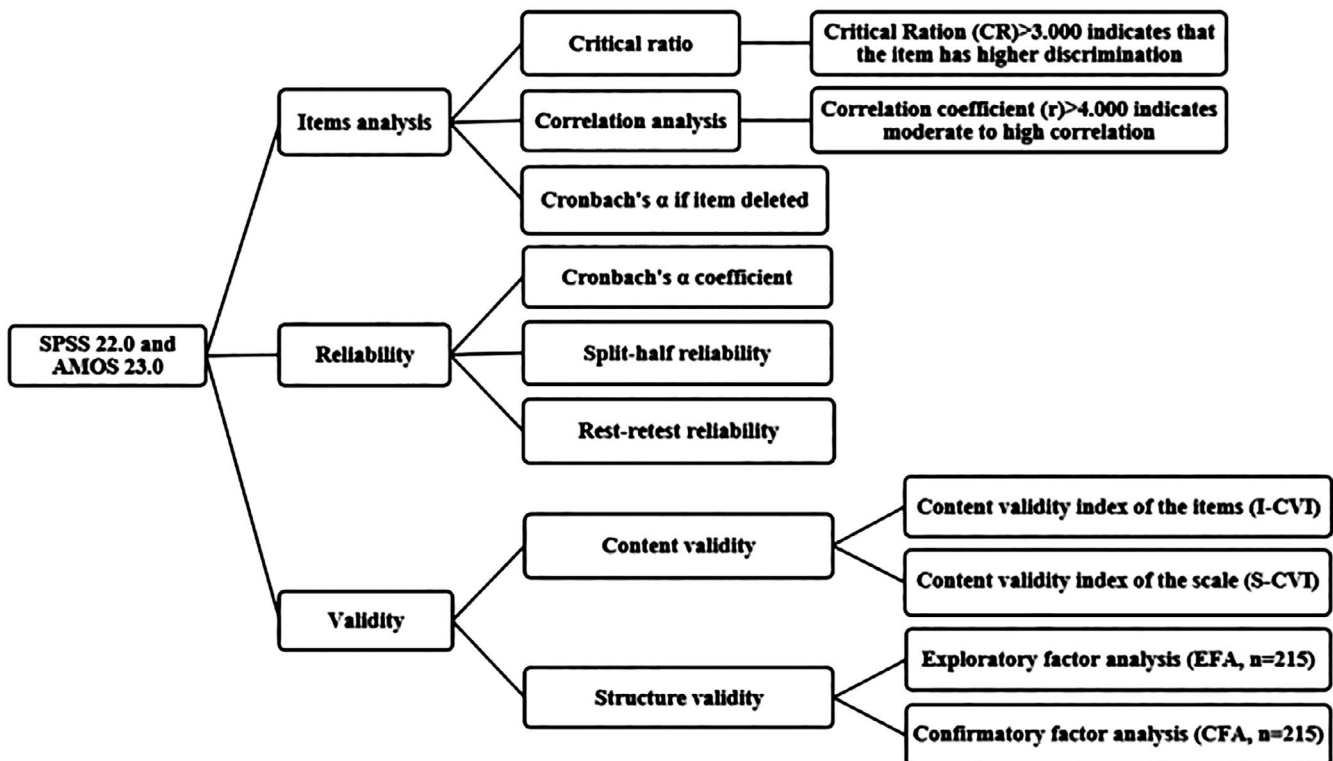 Critical ratio
Critical Ration (CR)>3.000 indicates that
the item has higher discrimination
Items analysis
Correlation analysis
Correlation coefficient (r)>4.000 indicates
moderate to high correlation
Cronbach's α if item deleted
SPSS 22.0 and
AMOS 23.0
Reliability
Cronbach's α coefficient
Split-half reliability
Rest-retest reliability
Validity
Content validity
Content validity index of the items (I-CVI)
Content validity index of the scale (S-CVI)
Structure validity
Exploratory factor analysis (EFA, n=215)
Confirmatory factor analysis (CFA, n=215)